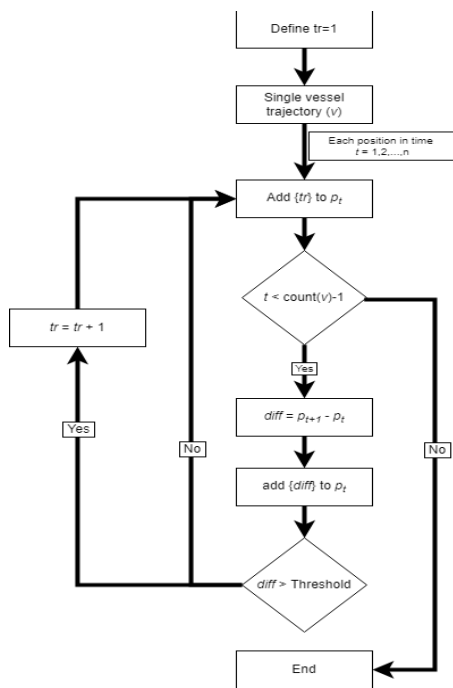 Define tr=1
Single vessel
trajectory (v)
Each position in time
t = 1,2,...,n
Add {tr} to pt
t < count(v)-1
tr = tr + 1
Yes
diff = pt+1 - pt
Yes
No
No
add {diff} to pt
diff > Threshold
End